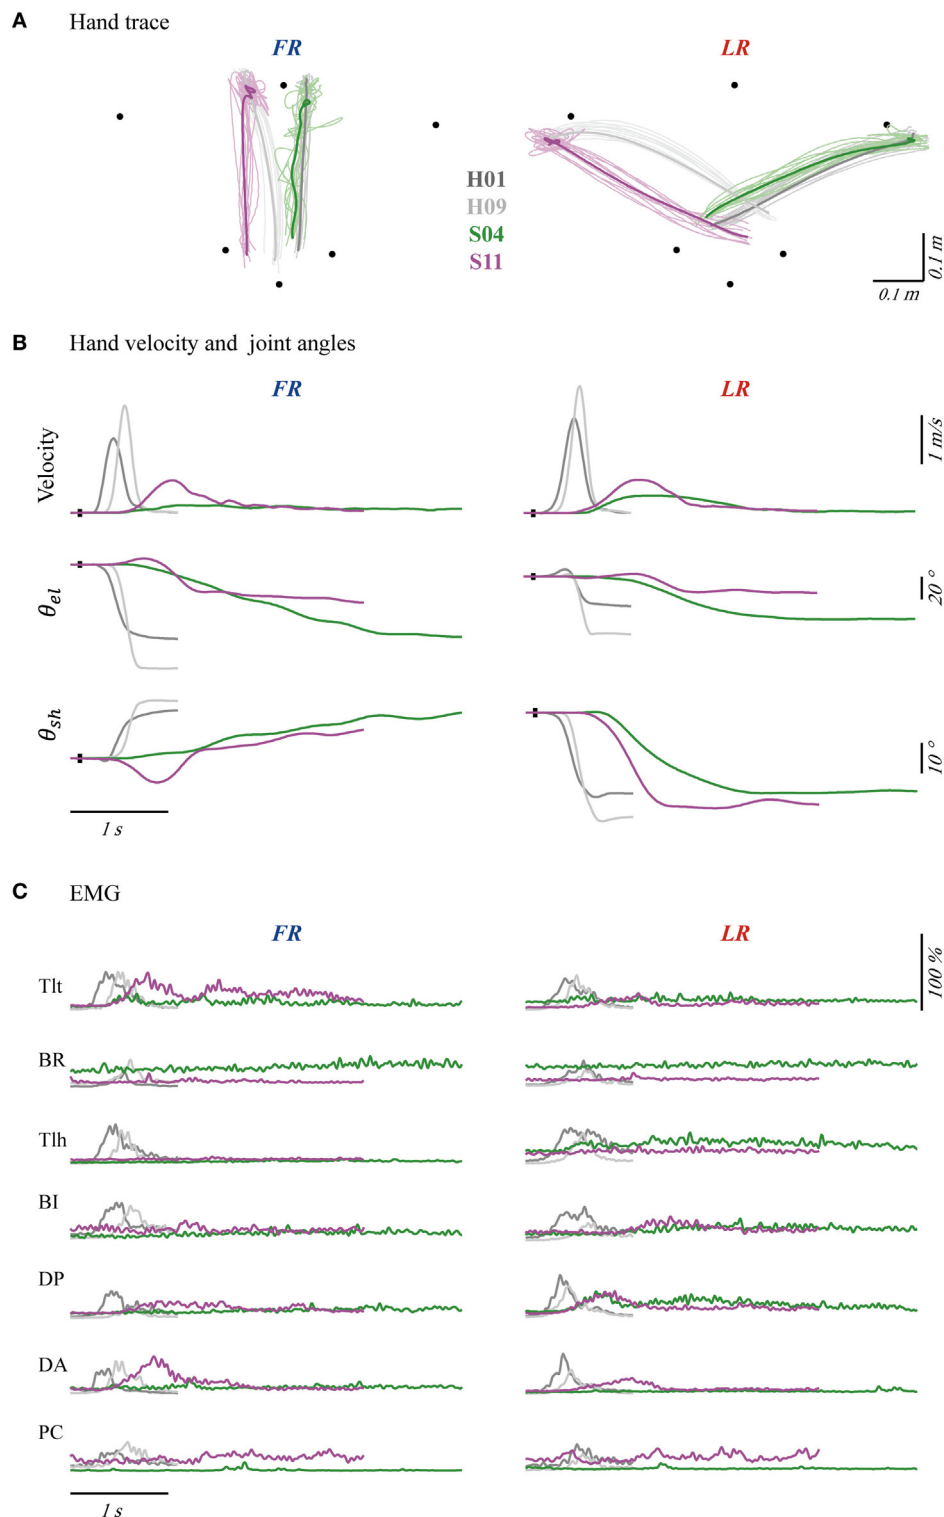 A Hand trace
FR LR
H01
H09
S04
S11
0.1 m
0.1 m
B Hand velocity and joint angles
FR LR
Velocity
1 m/s
θel
20 °
θsh
10 °
1 s
C EMG
FR LR
Tlt
100 %
BR
Tlh
BI
DP
DA
PC
1 s